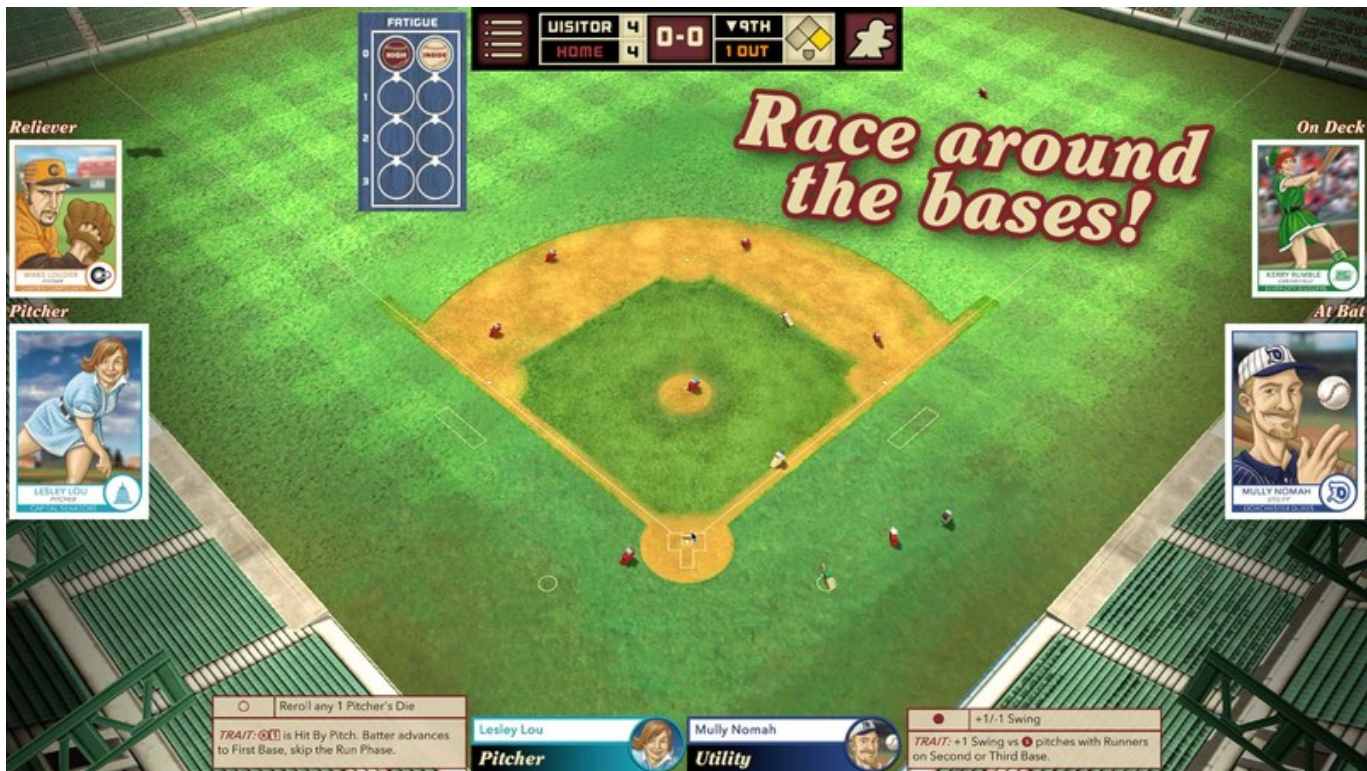 FATIGUE
0
HIGH
INSIDE
1
2
3
VISITOR 4
HOME 4
0-0
▼9TH
1 OUT
Race around
the bases!
Reliever
WAKE LOUDER
PITCHER
Pitcher
LESLEY LOU
PITCHER
CAPITAL SENATORS
On Deck
KERRY RUMBLE
At Bat
MULLY NOMAH
UTILITY
DORCHESTER DUKES
Reroll any 1 Pitcher's Die
TRAIT: 1 is Hit By Pitch. Batter advances
to First Base, skip the Run Phase.
Lesley Lou
Pitcher
Mully Nomah
Utility
+1/-1 Swing
TRAIT: +1 Swing vs pitches with Runners
on Second or Third Base.